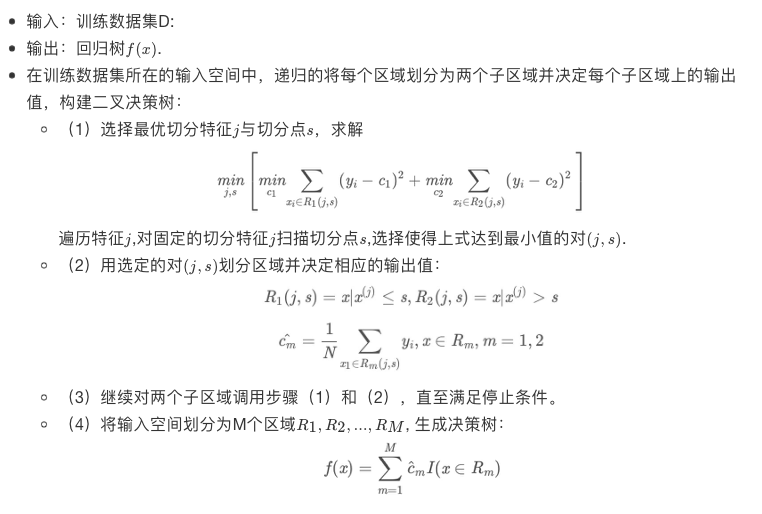 • 输入：训练数据集D:
• 输出：回归树f(x).
• 在训练数据集所在的输入空间中，递归的将每个区域划分为两个子区域并决定每个子区域上的输出
值，构建二叉决策树：
○ （1）选择最优切分特征j与切分点s，求解
$$\min_{j,s}\left[\min_{c_1}\sum_{x_i\in R_1(j,s)}(y_i-c_1)^2+\min_{c_2}\sum_{x_i\in R_2(j,s)}(y_i-c_2)^2\right]$$
遍历特征j,对固定的切分特征j扫描切分点s,选择使得上式达到最小值的对(j, s).
○ （2）用选定的对(j, s)划分区域并决定相应的输出值：
$$R_1(j,s)=x|x^{(j)}\leq s,R_2(j,s)=x|x^{(j)}>s$$
$$\hat{c_m}=\frac{1}{N}\sum_{x_1\in R_m(j,s)}y_i,x\in R_m,m=1,2$$
○ （3）继续对两个子区域调用步骤（1）和（2），直至满足停止条件。
○ （4）将输入空间划分为M个区域R_1, R_2, ..., R_M, 生成决策树：
$$f(x)=\sum_{m=1}^{M}\hat{c}_m I(x\in R_m)$$